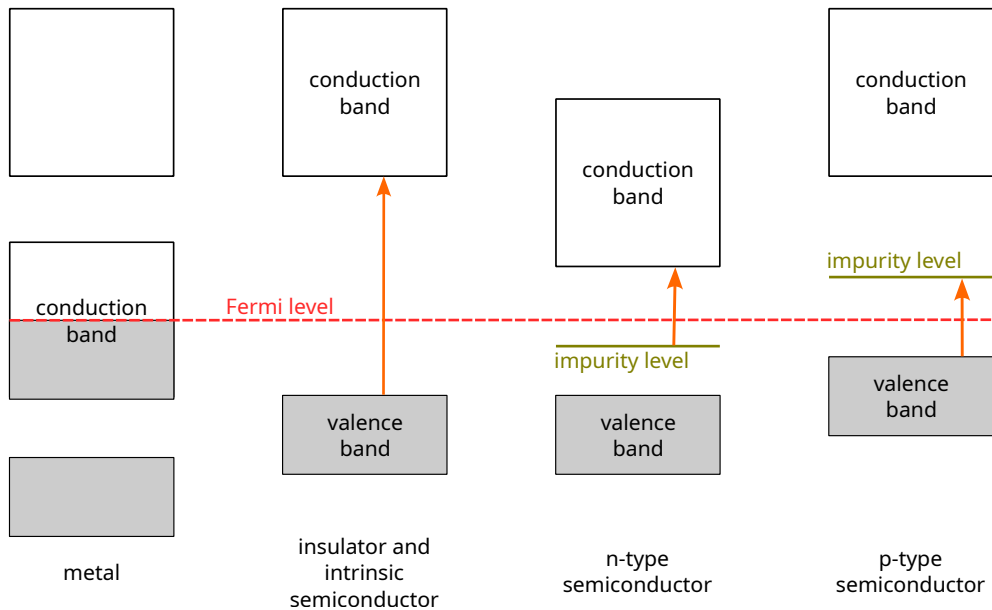 conduction
band
conduction
band
conduction
band
impurity level
Fermi level
conduction
band
impurity level
valence
band
valence
band
valence
band
metal
insulator and
intrinsic
semiconductor
n-type
semiconductor
p-type
semiconductor